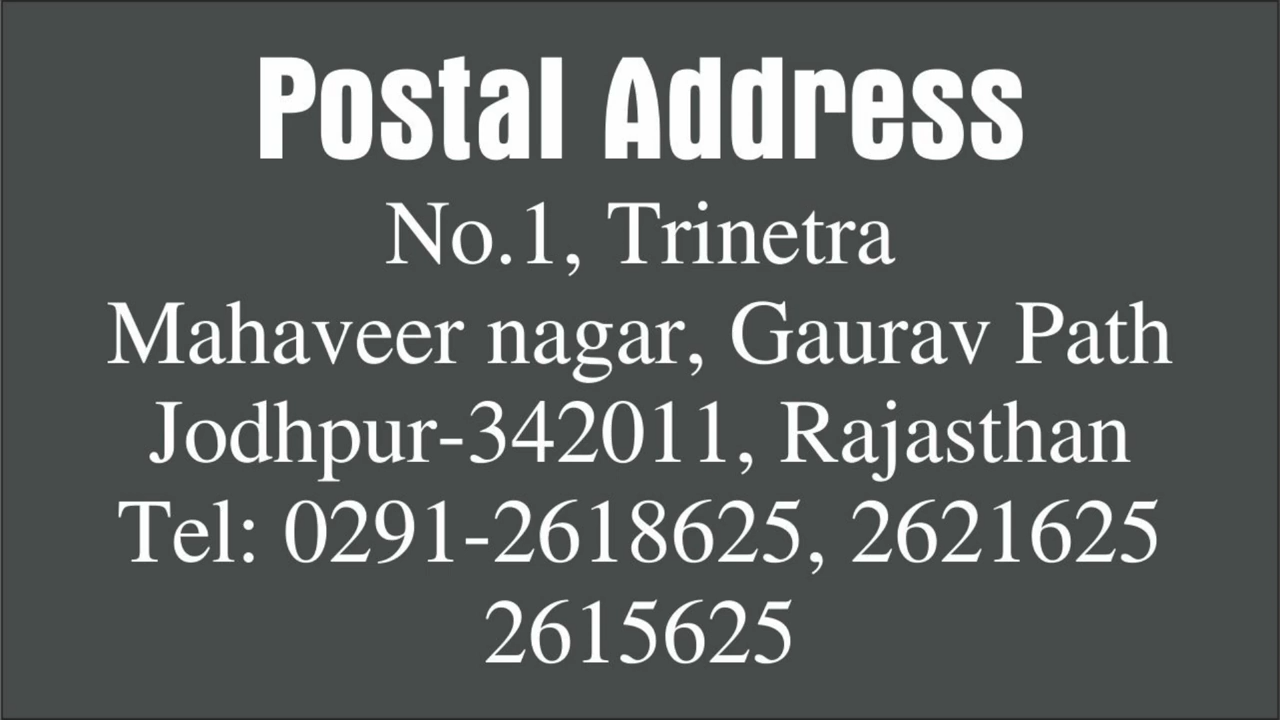 Postal Address
No.1, Trinetra
Mahaveer nagar, Gaurav Path
Jodhpur-342011, Rajasthan
Tel: 0291-2618625, 2621625
2615625